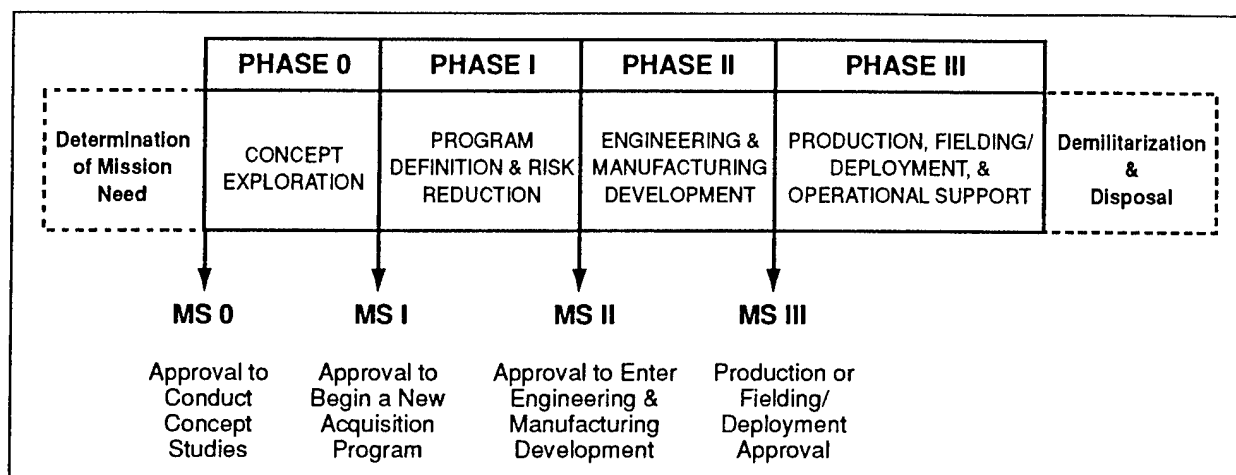 PHASE 0
PHASE I
PHASE II
PHASE III
Determination
of Mission
Need
CONCEPT
EXPLORATION
PROGRAM
DEFINITION & RISK
REDUCTION
ENGINEERING &
MANUFACTURING
DEVELOPMENT
PRODUCTION, FIELDING/
DEPLOYMENT, &
OPERATIONAL SUPPORT
Demilitarization
&
Disposal
MS 0
Approval to
Conduct
Concept
Studies
MS I
Approval to
Begin a New
Acquisition
Program
MS II
Approval to Enter
Engineering &
Manufacturing
Development
MS III
Production or
Fielding/
Deployment
Approval